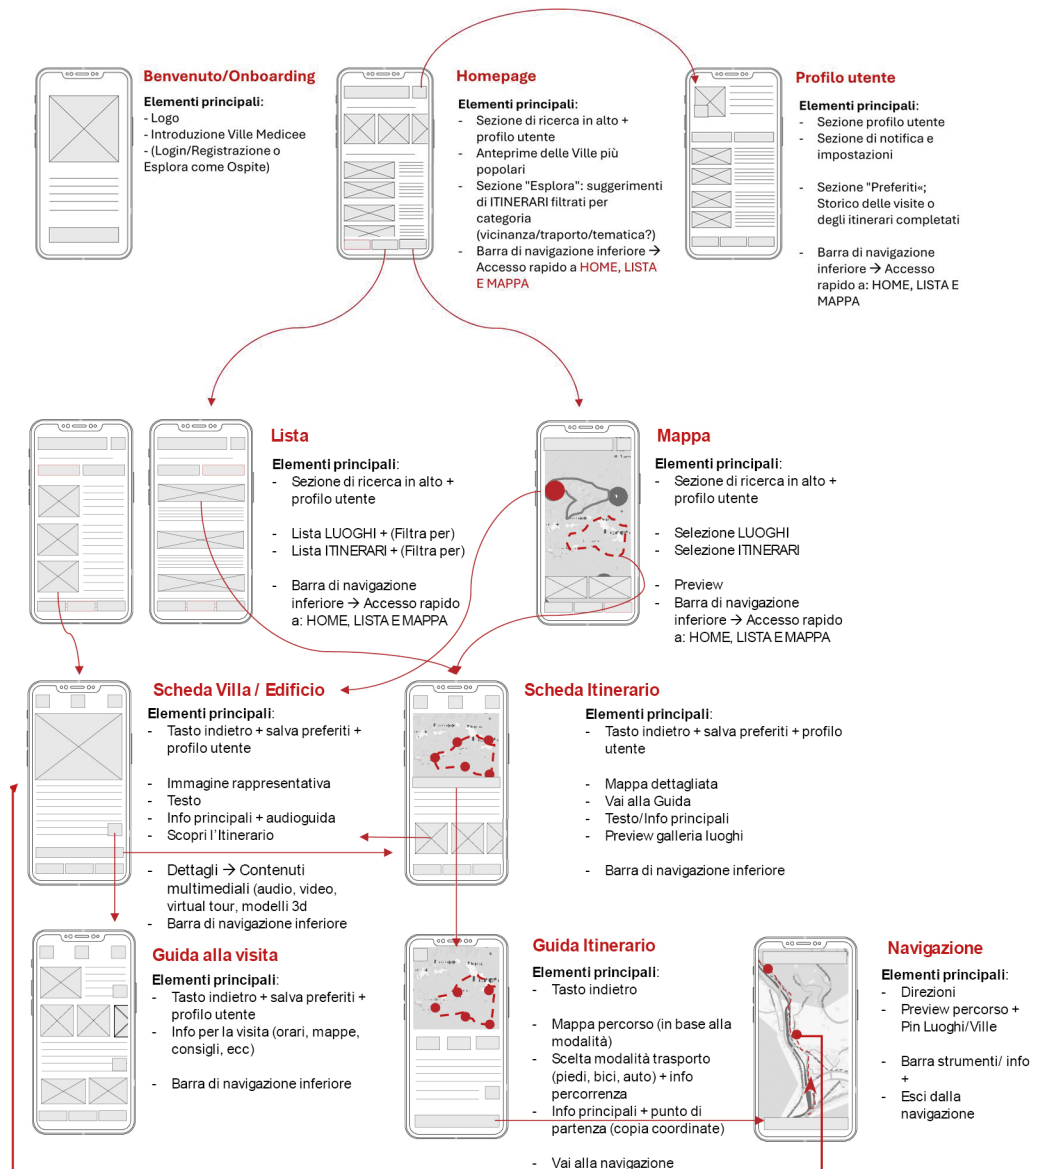 Benvenuto/Onboarding
Elementi principali:
- Logo
- Introduzione Ville Medicee
- (Login/Registrazione o
Esplora come Ospite)
Homepage
Elementi principali:
- Sezione di ricerca in alto +
profilo utente
- Anteprime delle Ville più
popolari
- Sezione "Esplora": suggerimenti
di ITINERARI filtrati per
categoria
(vicinanza/traporto/tematica?)
- Barra di navigazione inferiore →
Accesso rapido a HOME, LISTA
E MAPPA
Profilo utente
Elementi principali:
- Sezione profilo utente
- Sezione di notifica e
impostazioni
- Sezione "Preferiti«;
Storico delle visite o
degli itinerari completati
- Barra di navigazione
inferiore → Accesso
rapido a: HOME, LISTA E
MAPPA
Lista
Elementi principali:
- Sezione di ricerca in alto +
profilo utente
- Lista LUOGHI + (Filtra per)
- Lista ITINERARI + (Filtra per)
- Barra di navigazione
inferiore → Accesso rapido
a: HOME, LISTA E MAPPA
Mappa
Elementi principali:
- Sezione di ricerca in alto +
profilo utente
- Selezione LUOGHI
- Selezione ITINERARI
- Preview
- Barra di navigazione
inferiore → Accesso rapido
a: HOME, LISTA E MAPPA
Scheda Villa / Edificio
Elementi principali:
- Tasto indietro + salva preferiti +
profilo utente
- Immagine rappresentativa
- Testo
- Info principali + audioguida
- Scopri l'Itinerario
- Dettagli → Contenuti
multimediali (audio, video,
virtual tour, modelli 3d
- Barra di navigazione inferiore
Scheda Itinerario
Elementi principali:
- Tasto indietro + salva preferiti + profilo
utente
- Mappa dettagliata
- Vai alla Guida
- Testo/Info principali
- Preview galleria luoghi
- Barra di navigazione inferiore
Guida alla visita
Elementi principali:
- Tasto indietro + salva preferiti +
profilo utente
- Info per la visita (orari, mappe,
consigli, ecc)
- Barra di navigazione inferiore
Guida Itinerario
Elementi principali:
- Tasto indietro
- Mappa percorso (in base alla
modalità)
- Scelta modalità trasporto
(piedi, bici, auto) + info
percorrenza
- Info principali + punto di
partenza (copia coordinate)
- Vai alla navigazione
Navigazione
Elementi principali:
- Direzioni
- Preview percorso +
Pin Luoghi/Ville
- Barra strumenti/ info
+
- Esci dalla
navigazione